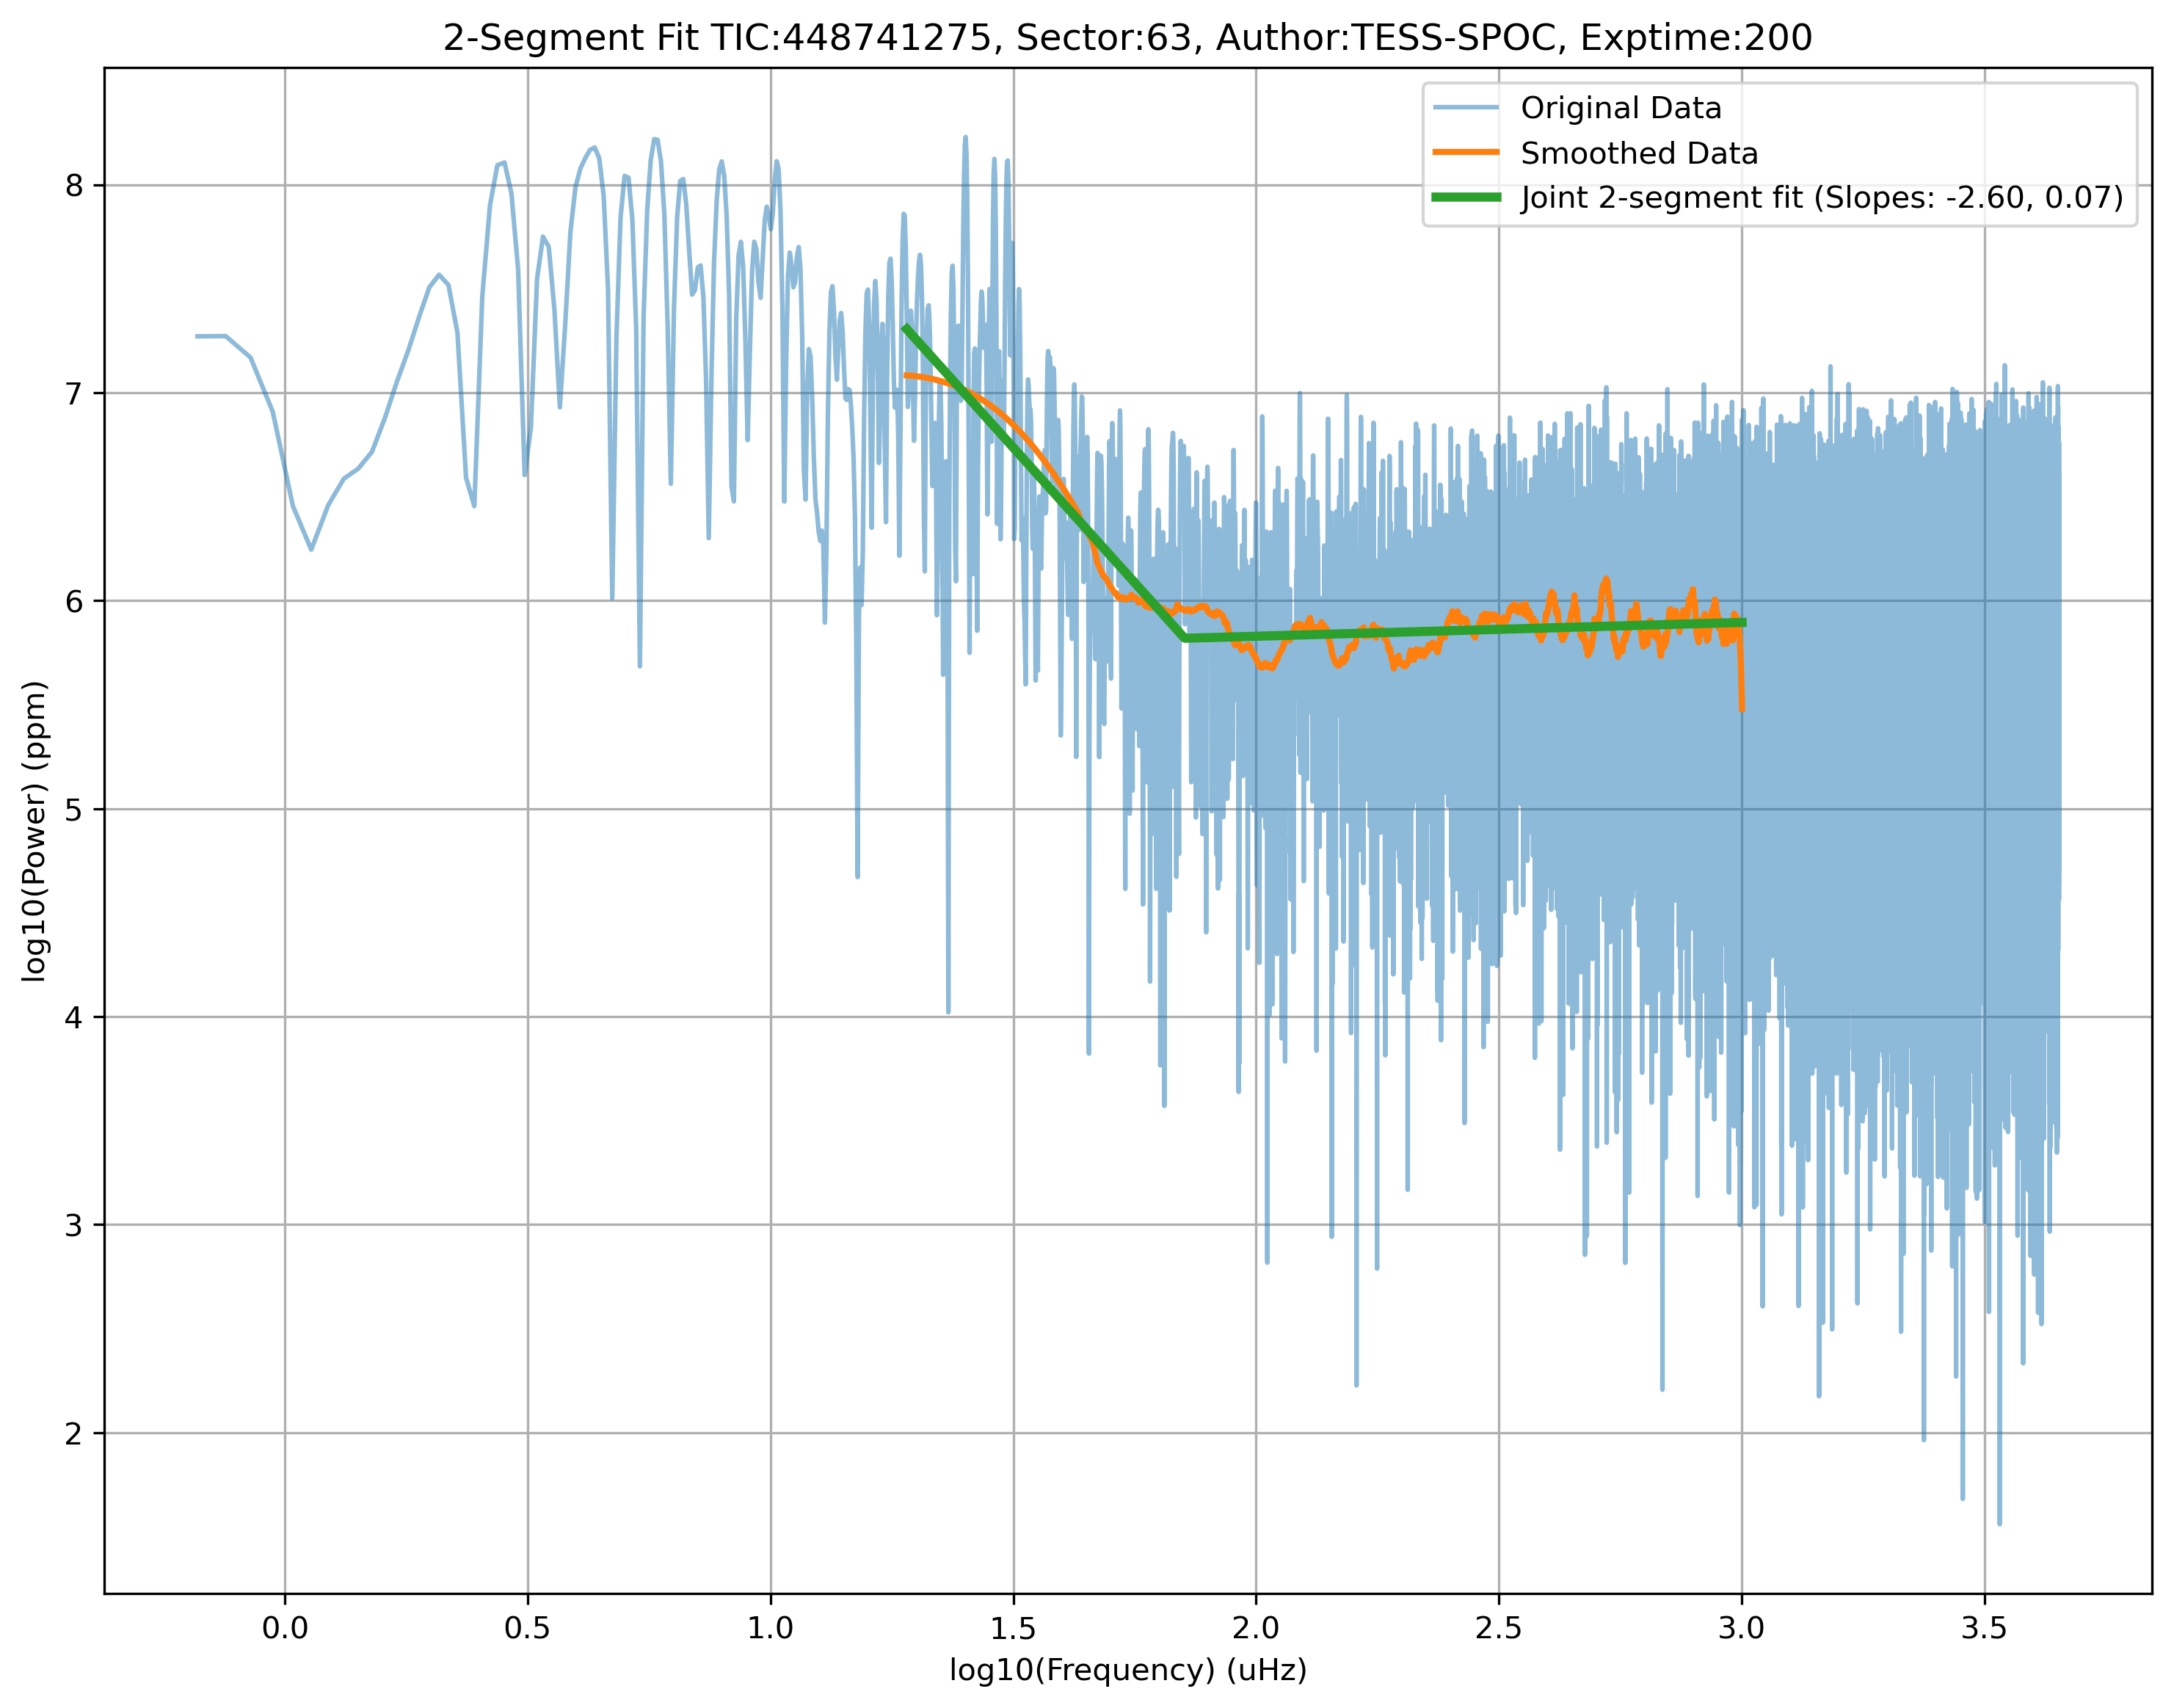 2-Segment Fit TIC:448741275, Sector:63, Author:TESS-SPOC, Exptime:200
Original Data
Smoothed Data
Joint 2-segment fit (Slopes: -2.60, 0.07)
log10(Power) (ppm)
8
7
6
5
4
3
2
0.0 0.5 1.0 1.5 2.0 2.5 3.0 3.5
log10(Frequency) (uHz)